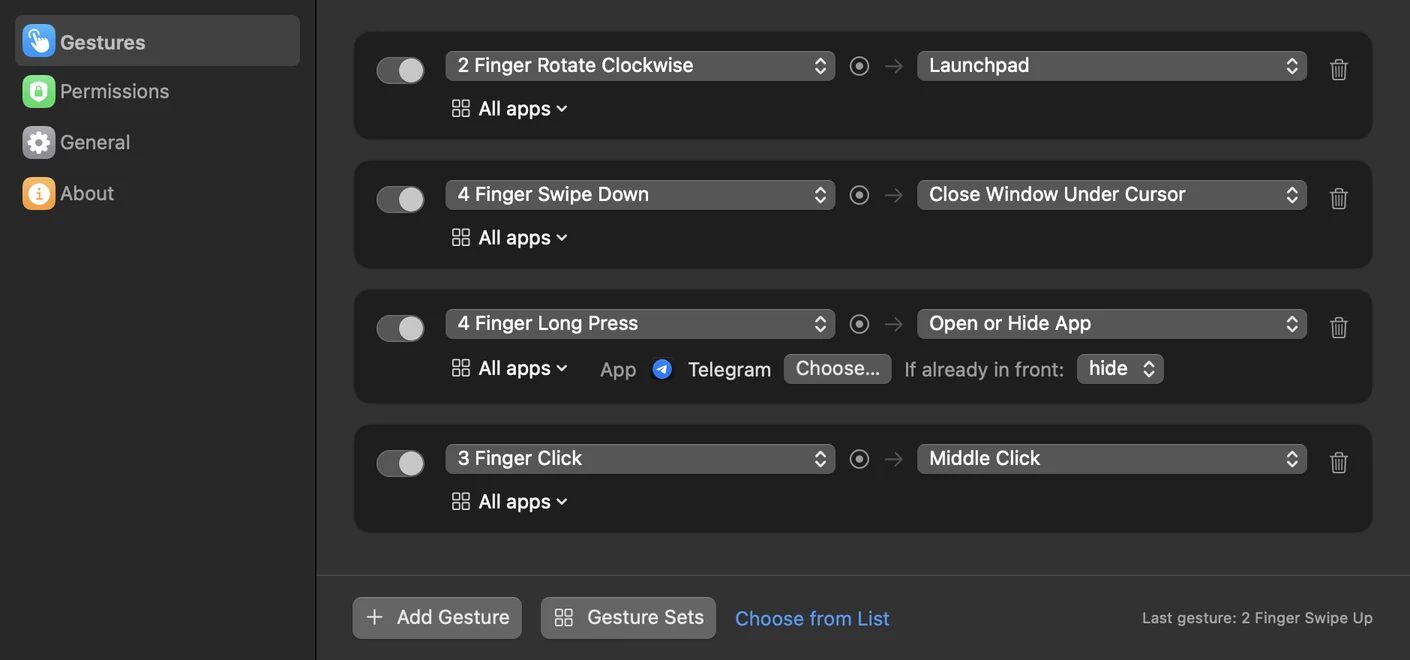 Gestures
Permissions
General
About
2 Finger Rotate Clockwise
Launchpad
All apps
4 Finger Swipe Down
Close Window Under Cursor
All apps
4 Finger Long Press
Open or Hide App
All apps App Telegram Choose... If already in front: hide
3 Finger Click
Middle Click
All apps
Add Gesture
Gesture Sets
Choose from List
Last gesture: 2 Finger Swipe Up